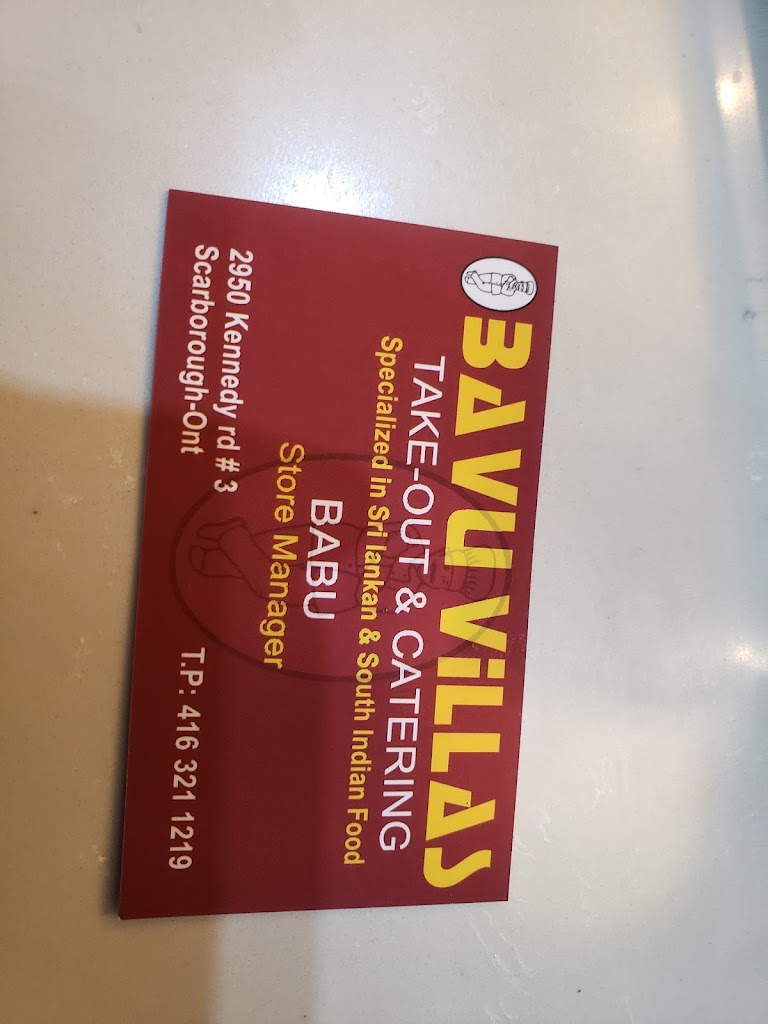 BAVU ViLLAS
TAKE-OUT & CATERING
Specialized in Sri lankan & South Indian Food
BABU
Store Manager
2950 Kennedy rd # 3
Scarborough-Ont
T.P: 416 321 1219